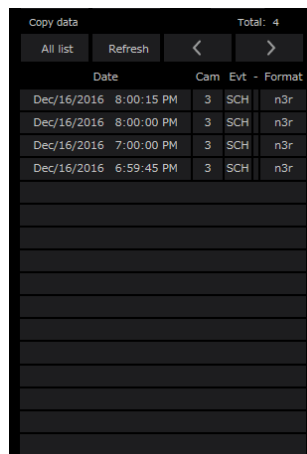 Copy data Total: 4
All list Refresh < >
Date Cam Evt - Format
Dec/16/2016 8:00:15 PM 3 SCH n3r
Dec/16/2016 8:00:00 PM 3 SCH n3r
Dec/16/2016 7:00:00 PM 3 SCH n3r
Dec/16/2016 6:59:45 PM 3 SCH n3r